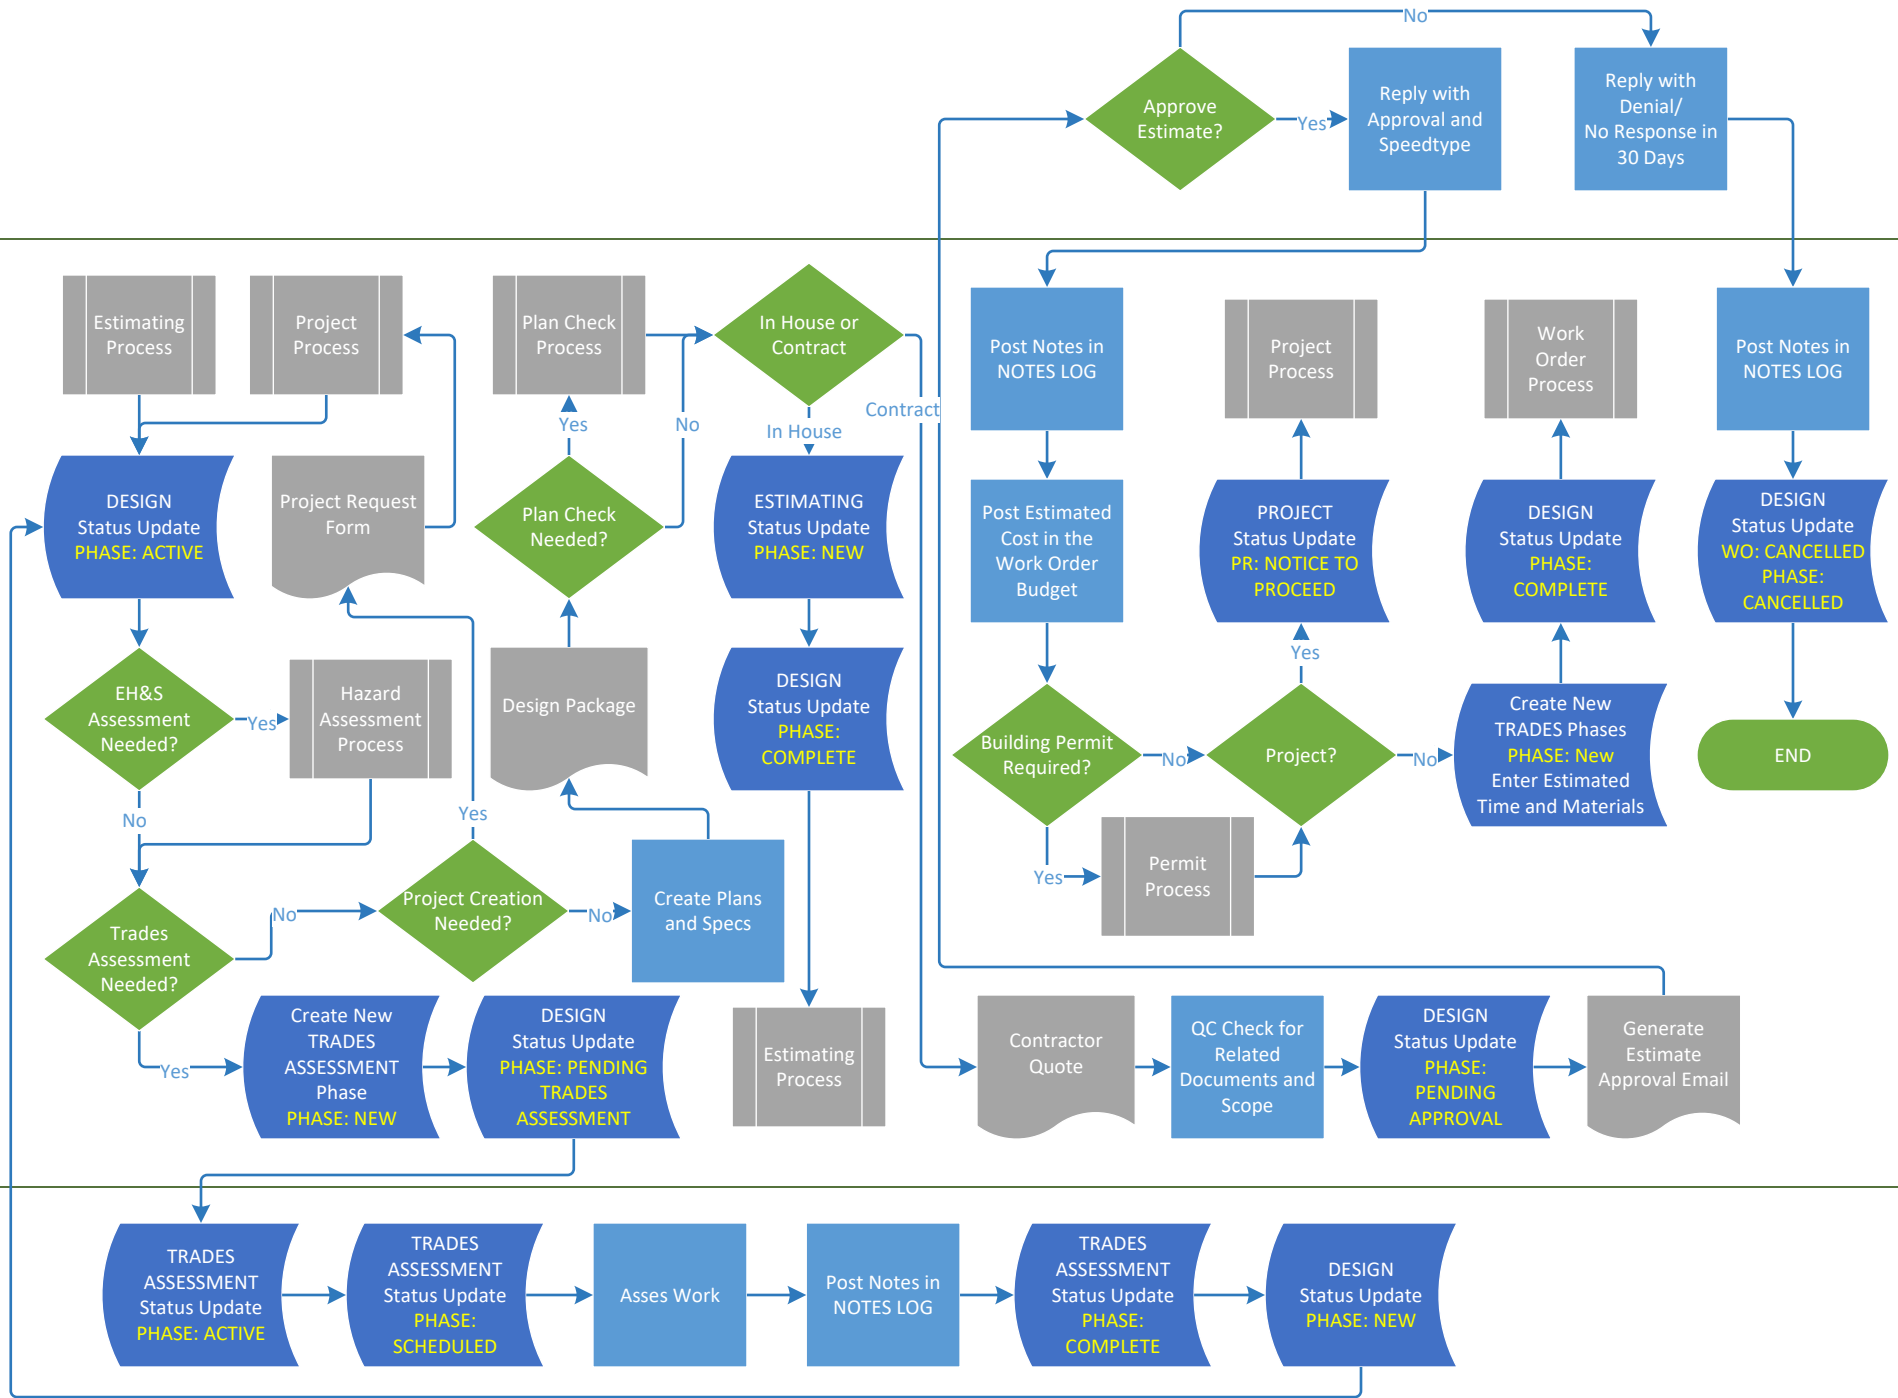 No
Approve
Estimate?
Yes
Reply with
Approval and
Speedtype
Reply with
Denial/
No Response in
30 Days
Estimating
Process
Project
Process
Plan Check
Process
In House or
Contract
Contract
In House
Yes
No
Post Notes in
NOTES LOG
Project
Process
Work
Order
Process
Post Notes in
NOTES LOG
DESIGN
Status Update
PHASE: ACTIVE
Project Request
Form
Plan Check
Needed?
ESTIMATING
Status Update
PHASE: NEW
Post Estimated
Cost in the
Work Order
Budget
PROJECT
Status Update
PR: NOTICE TO
PROCEED
DESIGN
Status Update
PHASE:
COMPLETE
DESIGN
Status Update
WO: CANCELLED
PHASE:
CANCELLED
EH&S
Assessment
Needed?
Yes
Hazard
Assessment
Process
Design Package
DESIGN
Status Update
PHASE:
COMPLETE
Yes
Building Permit
Required?
No
Project?
No
Create New
TRADES Phases
PHASE: New
Enter Estimated
Time and Materials
END
No
Yes
Yes
Permit
Process
Trades
Assessment
Needed?
No
Project Creation
Needed?
No
Create Plans
and Specs
Yes
Create New
TRADES
ASSESSMENT
Phase
PHASE: NEW
DESIGN
Status Update
PHASE: PENDING
TRADES
ASSESSMENT
Estimating
Process
Contractor
Quote
QC Check for
Related
Documents and
Scope
DESIGN
Status Update
PHASE:
PENDING
APPROVAL
Generate
Estimate
Approval Email
TRADES
ASSESSMENT
Status Update
PHASE: ACTIVE
TRADES
ASSESSMENT
Status Update
PHASE:
SCHEDULED
Asses Work
Post Notes in
NOTES LOG
TRADES
ASSESSMENT
Status Update
PHASE:
COMPLETE
DESIGN
Status Update
PHASE: NEW